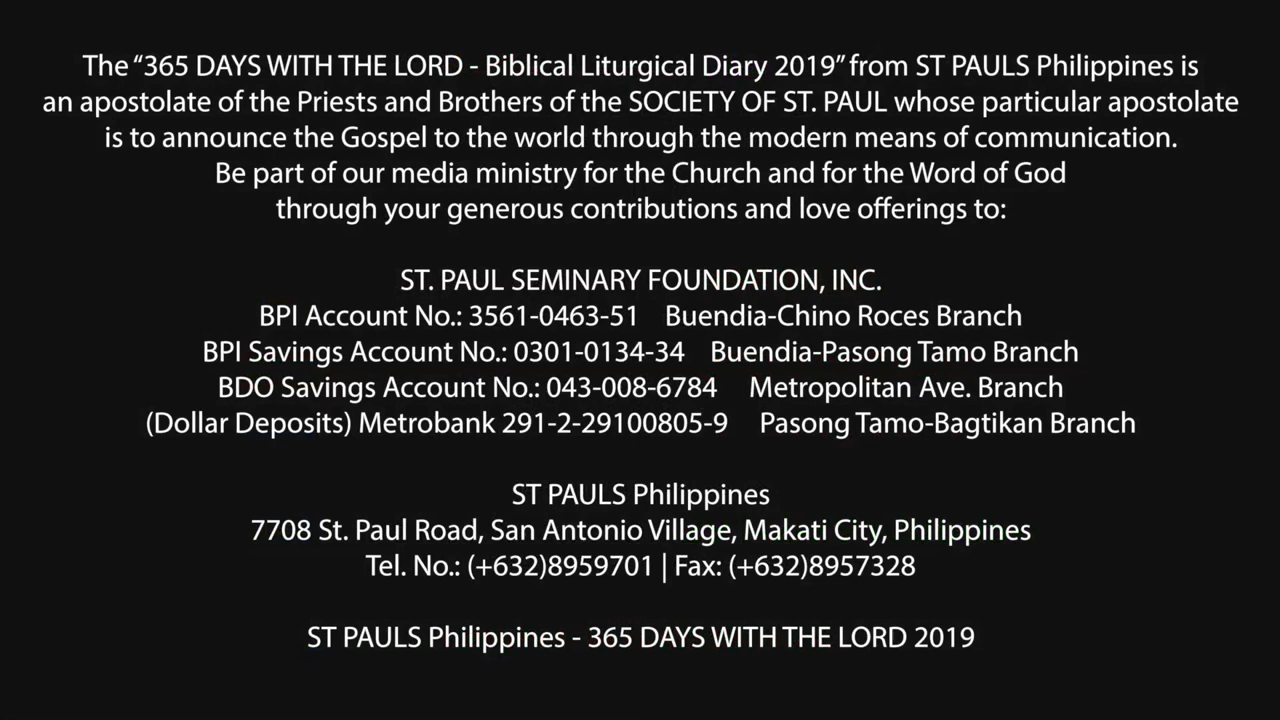 The “365 DAYS WITH THE LORD - Biblical Liturgical Diary 2019” from ST PAULS Philippines is
an apostolate of the Priests and Brothers of the SOCIETY OF ST. PAUL whose particular apostolate
is to announce the Gospel to the world through the modern means of communication.
Be part of our media ministry for the Church and for the Word of God
through your generous contributions and love offerings to:
ST. PAUL SEMINARY FOUNDATION, INC.
BPI Account No.: 3561-0463-51 Buendia-Chino Roces Branch
BPI Savings Account No.: 0301-0134-34 Buendia-Pasong Tamo Branch
BDO Savings Account No.: 043-008-6784 Metropolitan Ave. Branch
(Dollar Deposits) Metrobank 291-2-29100805-9 Pasong Tamo-Bagtikan Branch
ST PAULS Philippines
7708 St. Paul Road, San Antonio Village, Makati City, Philippines
Tel. No.: (+632)8959701 | Fax: (+632)8957328
ST PAULS Philippines - 365 DAYS WITH THE LORD 2019